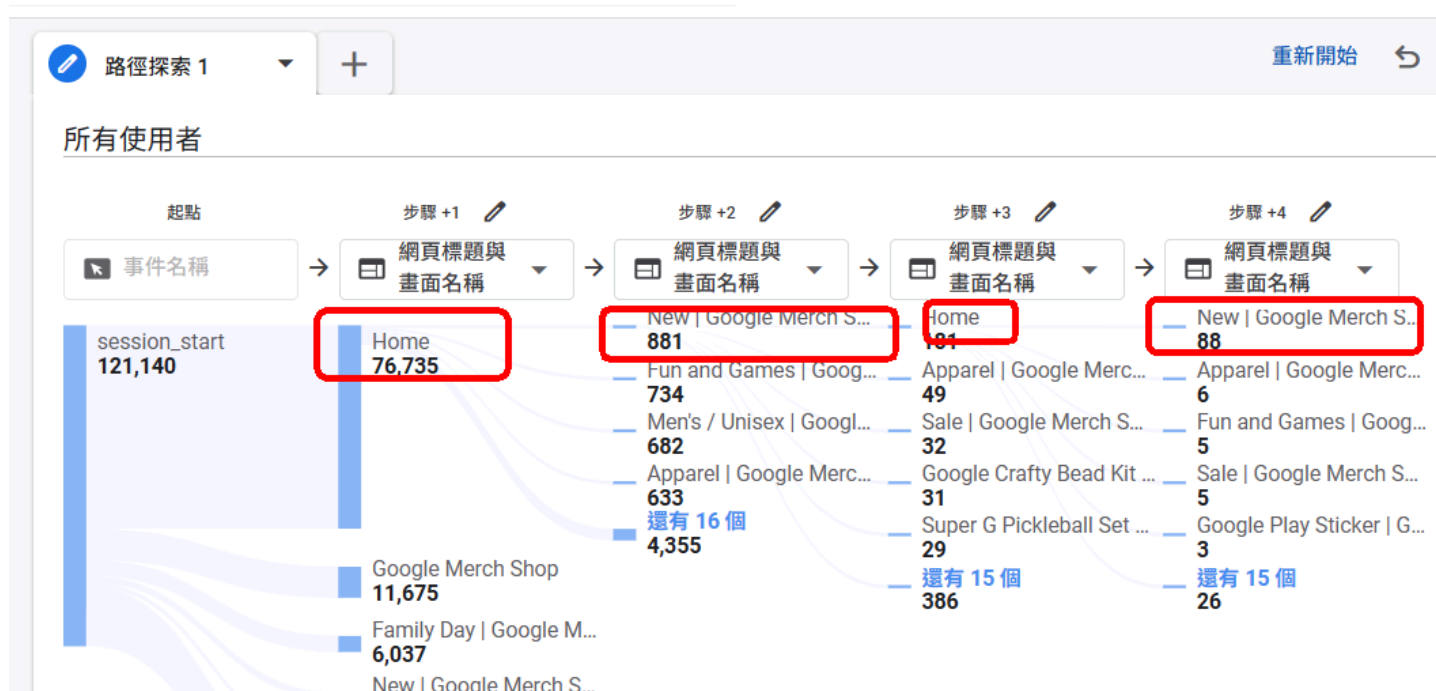 路徑探索 1
重新開始
所有使用者
起點
步驟 +1
步驟 +2
步驟 +3
步驟 +4
事件名稱
網頁標題與
畫面名稱
網頁標題與
畫面名稱
網頁標題與
畫面名稱
網頁標題與
畫面名稱
session_start
121,140
Home
76,735
Google Merch Shop
11,675
Family Day | Google M...
6,037
New | Google Merch S...
New | Google Merch S...
881
Fun and Games | Goog...
734
Men's / Unisex | Googl...
682
Apparel | Google Merc...
633
還有 16 個
4,355
Home
181
Apparel | Google Merc...
49
Sale | Google Merch S...
32
Google Crafty Bead Kit ...
31
Super G Pickleball Set ...
29
還有 15 個
386
New | Google Merch S...
88
Apparel | Google Merc...
6
Fun and Games | Goog...
5
Sale | Google Merch S...
5
Google Play Sticker | G...
3
還有 15 個
26